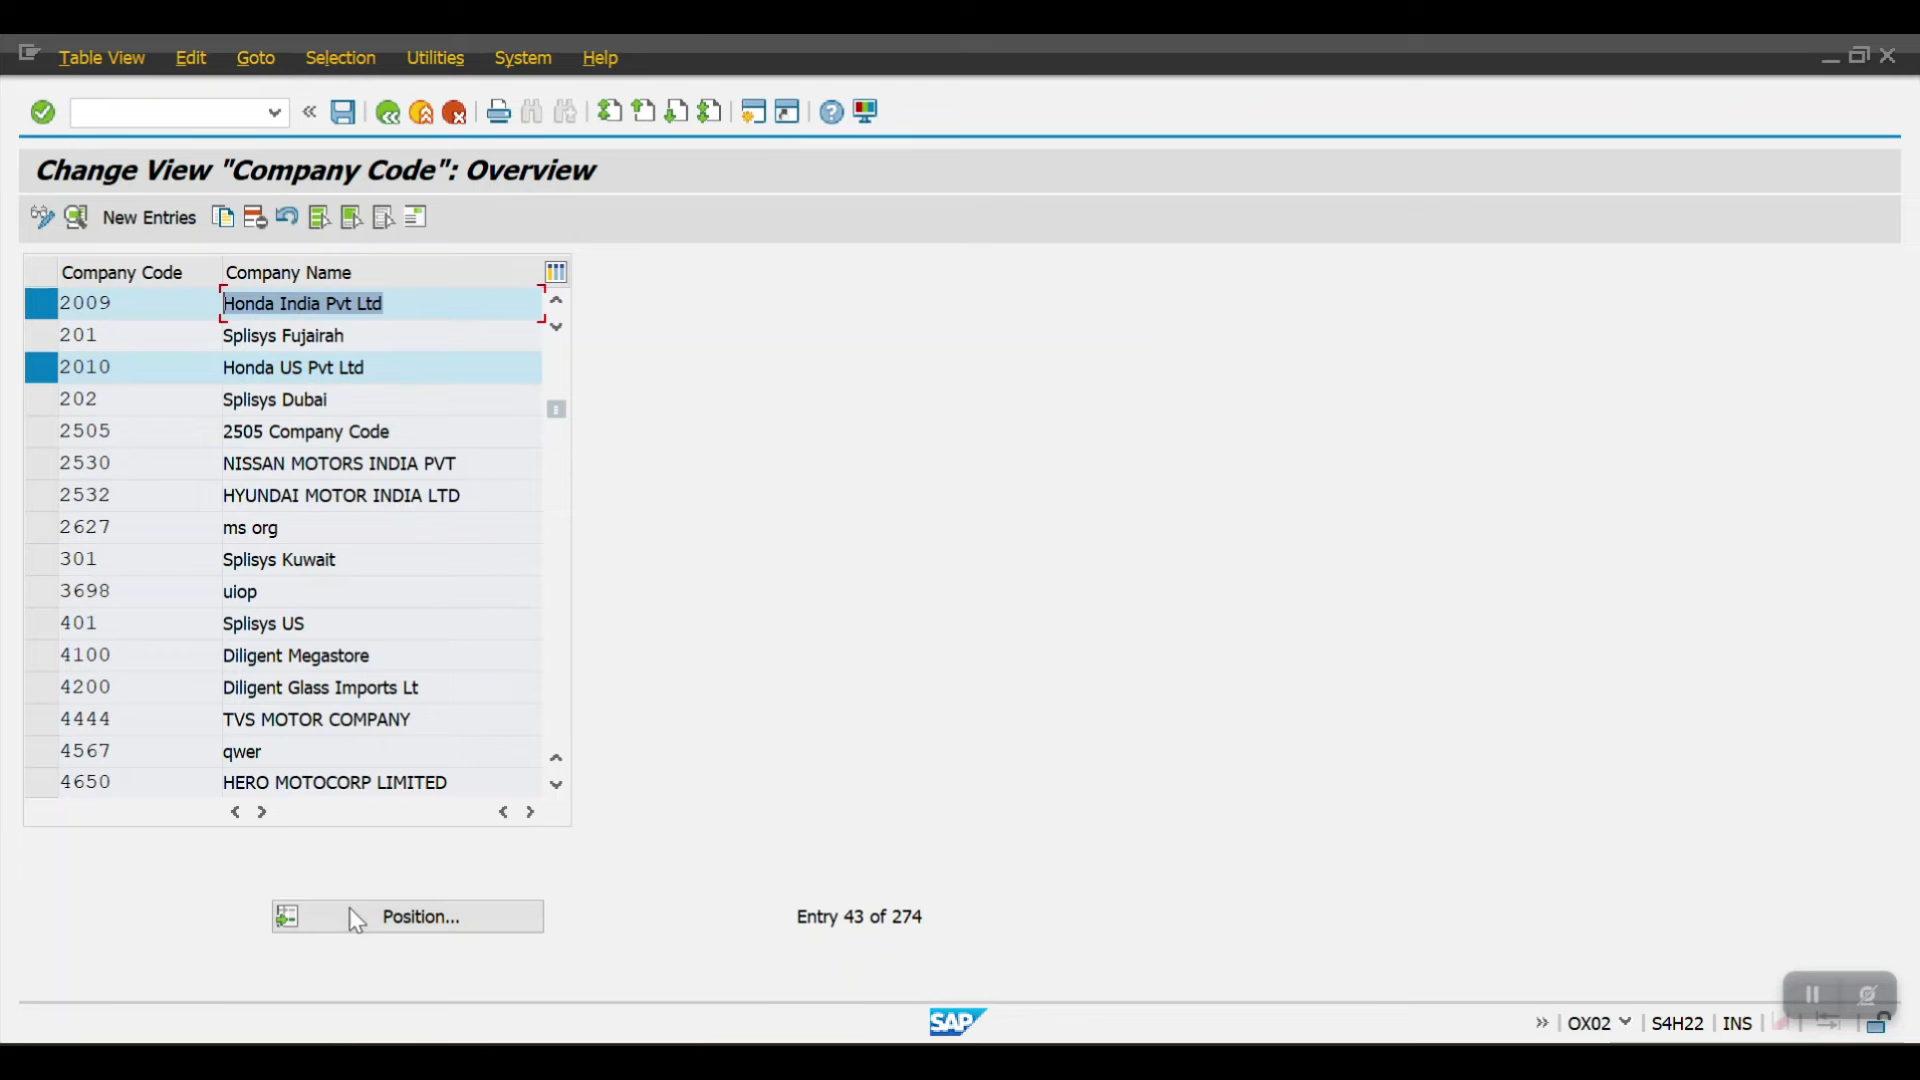 Table View Edit Goto Selection Utilities System Help
Change View "Company Code": Overview
New Entries
Company Code Company Name
2009 Honda India Pvt Ltd
201 Splisys Fujairah
2010 Honda US Pvt Ltd
202 Splisys Dubai
2505 2505 Company Code
2530 NISSAN MOTORS INDIA PVT
2532 HYUNDAI MOTOR INDIA LTD
2627 ms org
301 Splisys Kuwait
3698 uiop
401 Splisys US
4100 Diligent Megastore
4200 Diligent Glass Imports Lt
4444 TVS MOTOR COMPANY
4567 qwer
4650 HERO MOTOCORP LIMITED
Position... Entry 43 of 274
SAP OX02 S4H22 INS